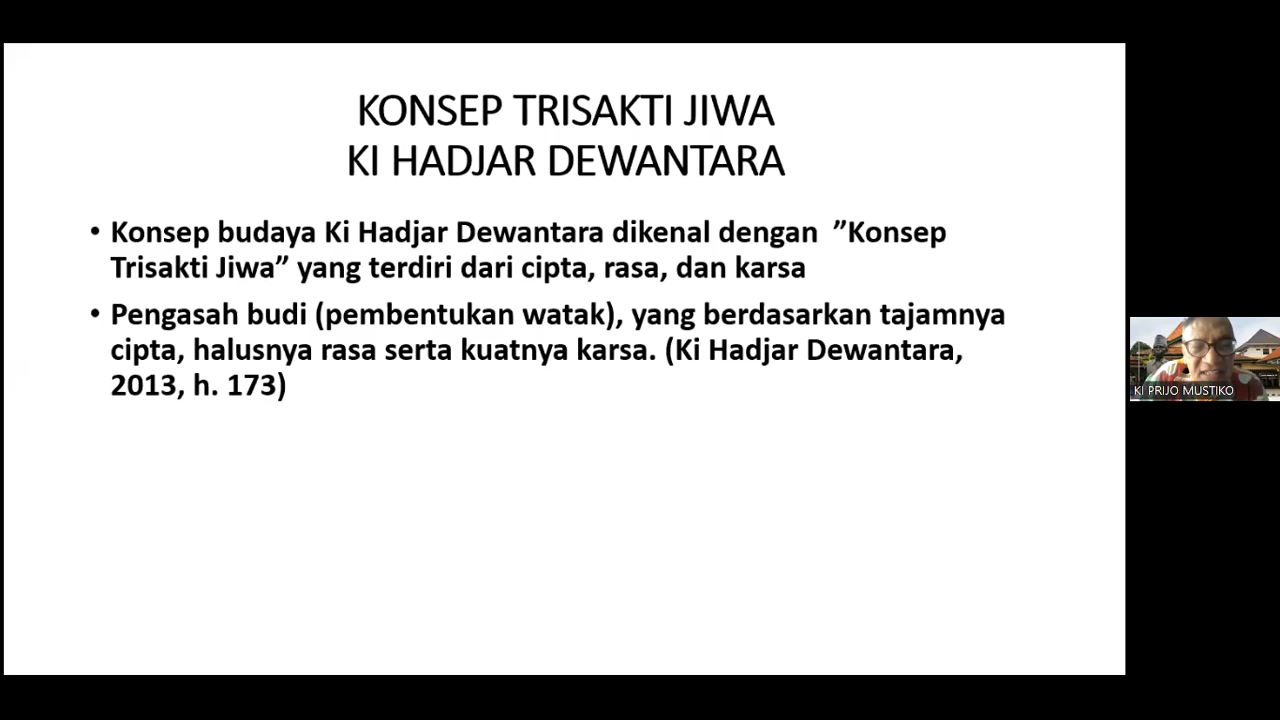 KONSEP TRISAKTI JIWA
KI HADJAR DEWANTARA
• Konsep budaya Ki Hadjar Dewantara dikenal dengan ”Konsep
Trisakti Jiwa” yang terdiri dari cipta, rasa, dan karsa
• Pengasah budi (pembentukan watak), yang berdasarkan tajamnya
cipta, halusnya rasa serta kuatnya karsa. (Ki Hadjar Dewantara,
2013, h. 173)
KI PRIJO MUSTIKO